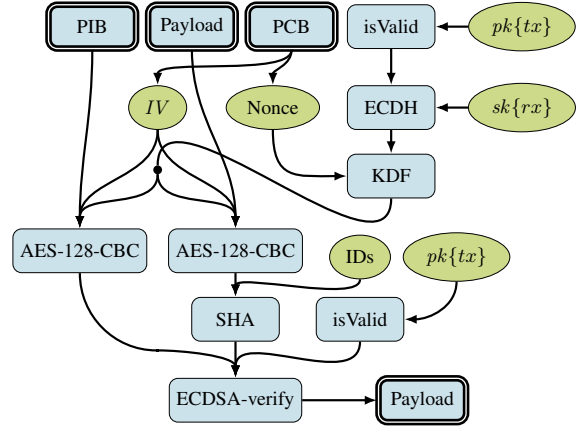 PIB
Payload
PCB
isValid
pk{tx}
IV
Nonce
ECDH
sk{rx}
KDF
AES-128-CBC
AES-128-CBC
IDs
pk{tx}
SHA
isValid
ECDSA-verify
Payload